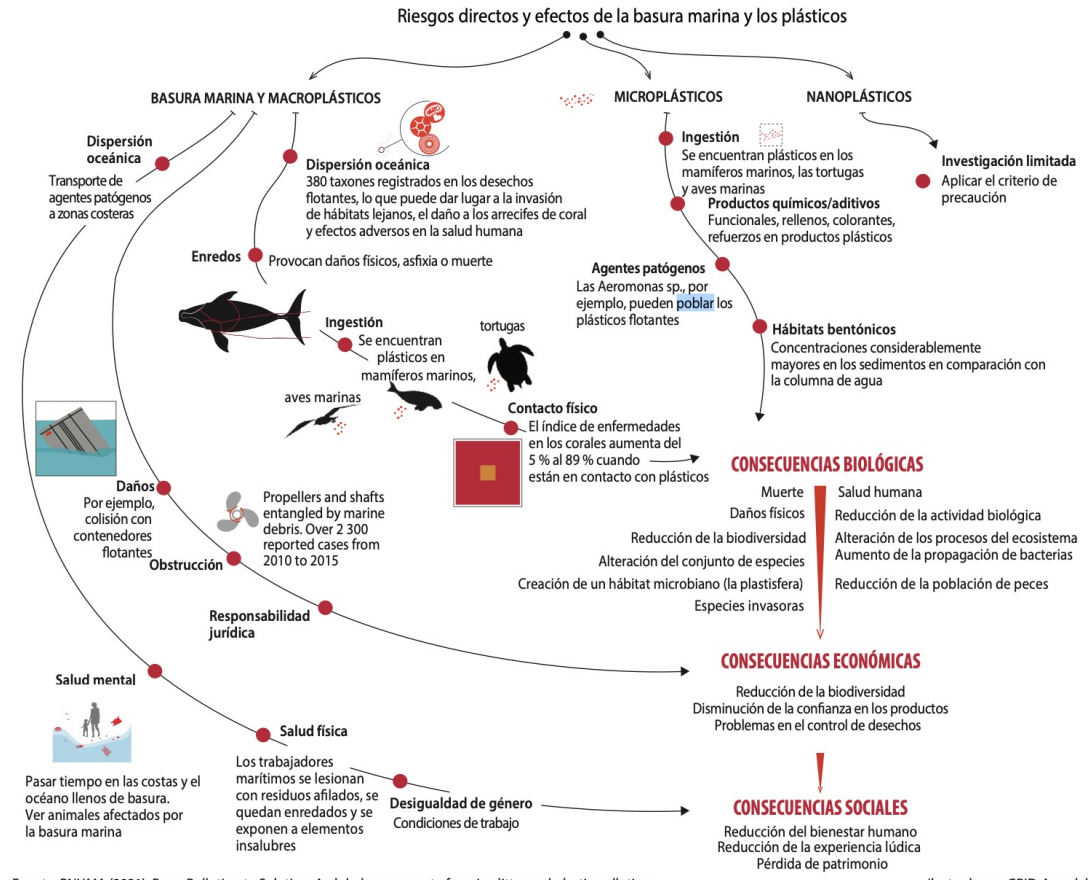 Riesgos directos y efectos de la basura marina y los plásticos
BASURA MARINA Y MACROPLÁSTICOS
Dispersión
oceánica
Transporte de
agentes patógenos
a zonas costeras
Dispersión oceánica
380 taxones registrados en los desechos
flotantes, lo que puede dar lugar a la invasión
de hábitats lejanos, el daño a los arrecifes de coral
y efectos adversos en la salud humana
Enredos
Provocan daños físicos, asfixia o muerte
Ingestión
Se encuentran
plásticos en
mamíferos marinos,
tortugas
aves marinas
Contacto físico
El índice de enfermedades
en los corales aumenta del
5 % al 89 % cuando
están en contacto con plásticos
MICROPLÁSTICOS
Ingestión
Se encuentran plásticos en los
mamíferos marinos, las tortugas
y aves marinas
Productos químicos/aditivos
Funcionales, rellenos, colorantes,
refuerzos en productos plásticos
Agentes patógenos
Las Aeromonas sp., por
ejemplo, pueden poblar los
plásticos flotantes
Hábitats bentónicos
Concentraciones considerablemente
mayores en los sedimentos en comparación con
la columna de agua
NANOPLÁSTICOS
Investigación limitada
Aplicar el criterio de
precaución
Daños
Por ejemplo,
colisión con
contenedores
flotantes
Propellers and shafts
entangled by marine
debris. Over 2 300
reported cases from
2010 to 2015
Obstrucción
Responsabilidad
jurídica
Salud mental
Pasar tiempo en las costas y el
océano llenos de basura.
Ver animales afectados por
la basura marina
Salud física
Los trabajadores
marítimos se lesionan
con residuos afilados, se
quedan enredados y se
exponen a elementos
insalubres
Desigualdad de género
Condiciones de trabajo
CONSECUENCIAS BIOLÓGICAS
Muerte
Daños físicos
Reducción de la biodiversidad
Alteración del conjunto de especies
Creación de un hábitat microbiano (la plastisfera)
Especies invasoras
Salud humana
Reducción de la actividad biológica
Alteración de los procesos del ecosistema
Aumento de la propagación de bacterias
Reducción de la población de peces
CONSECUENCIAS ECONÓMICAS
Reducción de la biodiversidad
Disminución de la confianza en los productos
Problemas en el control de desechos
CONSECUENCIAS SOCIALES
Reducción del bienestar humano
Reducción de la experiencia lúdica
Pérdida de patrimonio